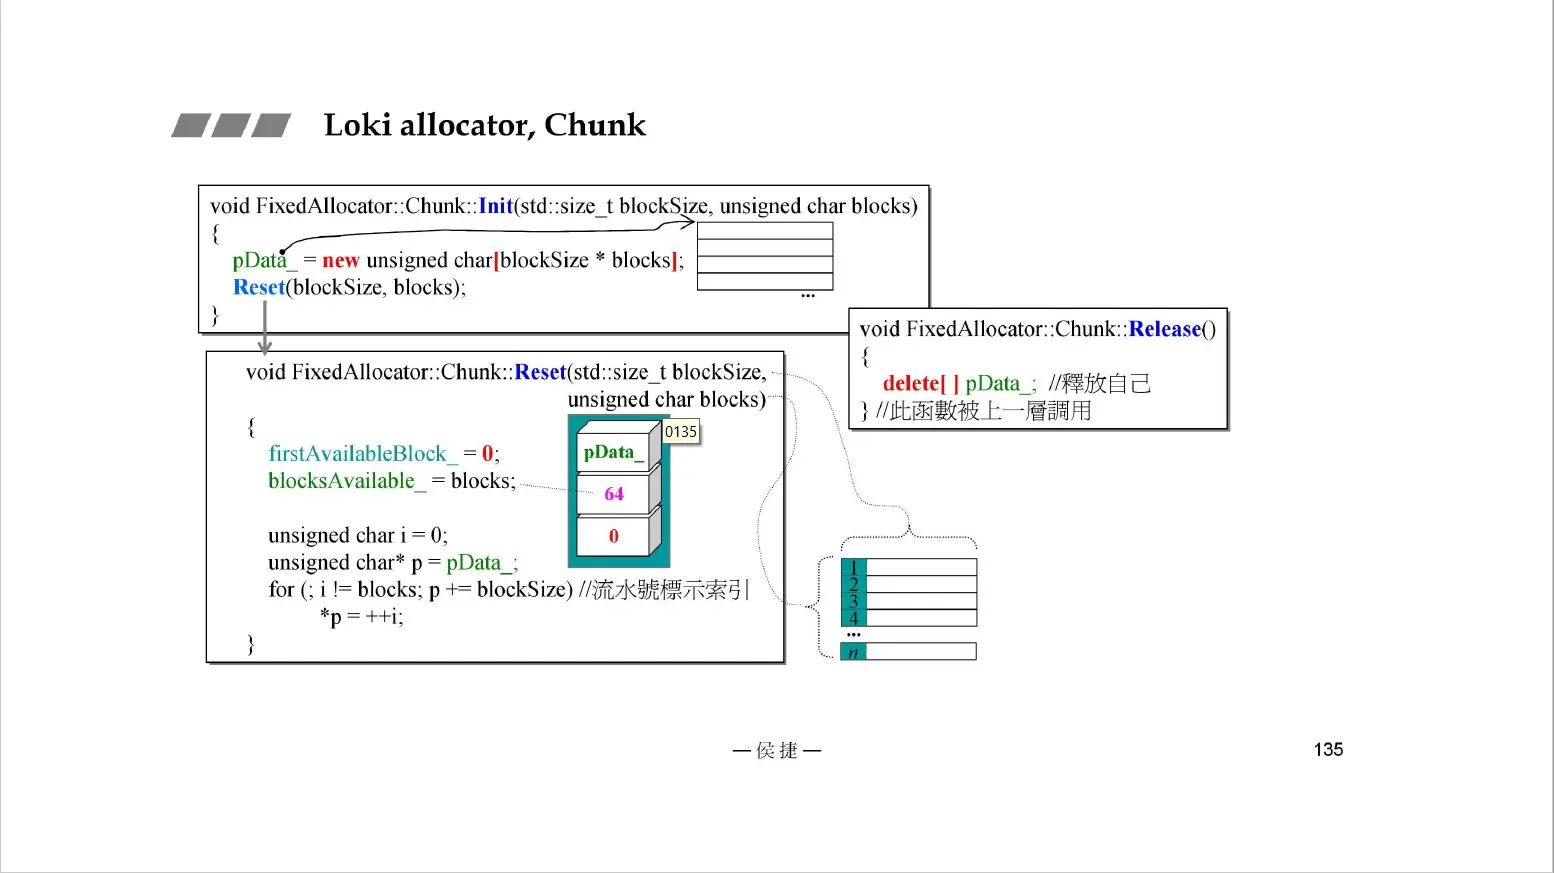 Loki allocator, Chunk
void FixedAllocator::Chunk::Init(std::size_t blockSize, unsigned char blocks)
{
pData_ = new unsigned char[blockSize * blocks];
Reset(blockSize, blocks);
}
...
void FixedAllocator::Chunk::Release()
{
delete[ ] pData_; //釋放自己
} //此函數被上一層調用
void FixedAllocator::Chunk::Reset(std::size_t blockSize,
unsigned char blocks)
{
firstAvailableBlock_ = 0;
blocksAvailable_ = blocks;
unsigned char i = 0;
unsigned char* p = pData_;
for (; i != blocks; p += blockSize) //流水號標示索引
*p = ++i;
}
pData_
64
0
0135
1
2
3
4
...
n
— 侯 捷 —
135